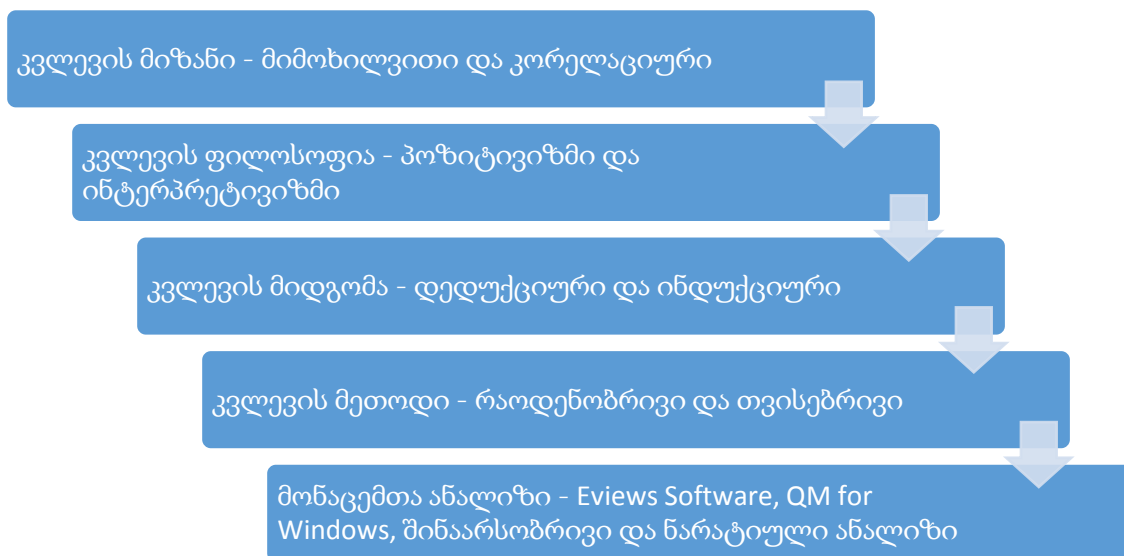 კვლევის მიზანი - მიმოხილვითი და კორელაციური
კვლევის ფილოსოფია - პოზიტივიზმი და
ინტერპრეტივიზმი
კვლევის მიდგომა - დედუქციური და ინდუქციური
კვლევის მეთოდი - რაოდენობრივი და თვისებრივი
მონაცემთა ანალიზი - Eviews Software, QM for
Windows, შინაარსობრივი და ნარატიული ანალიზი